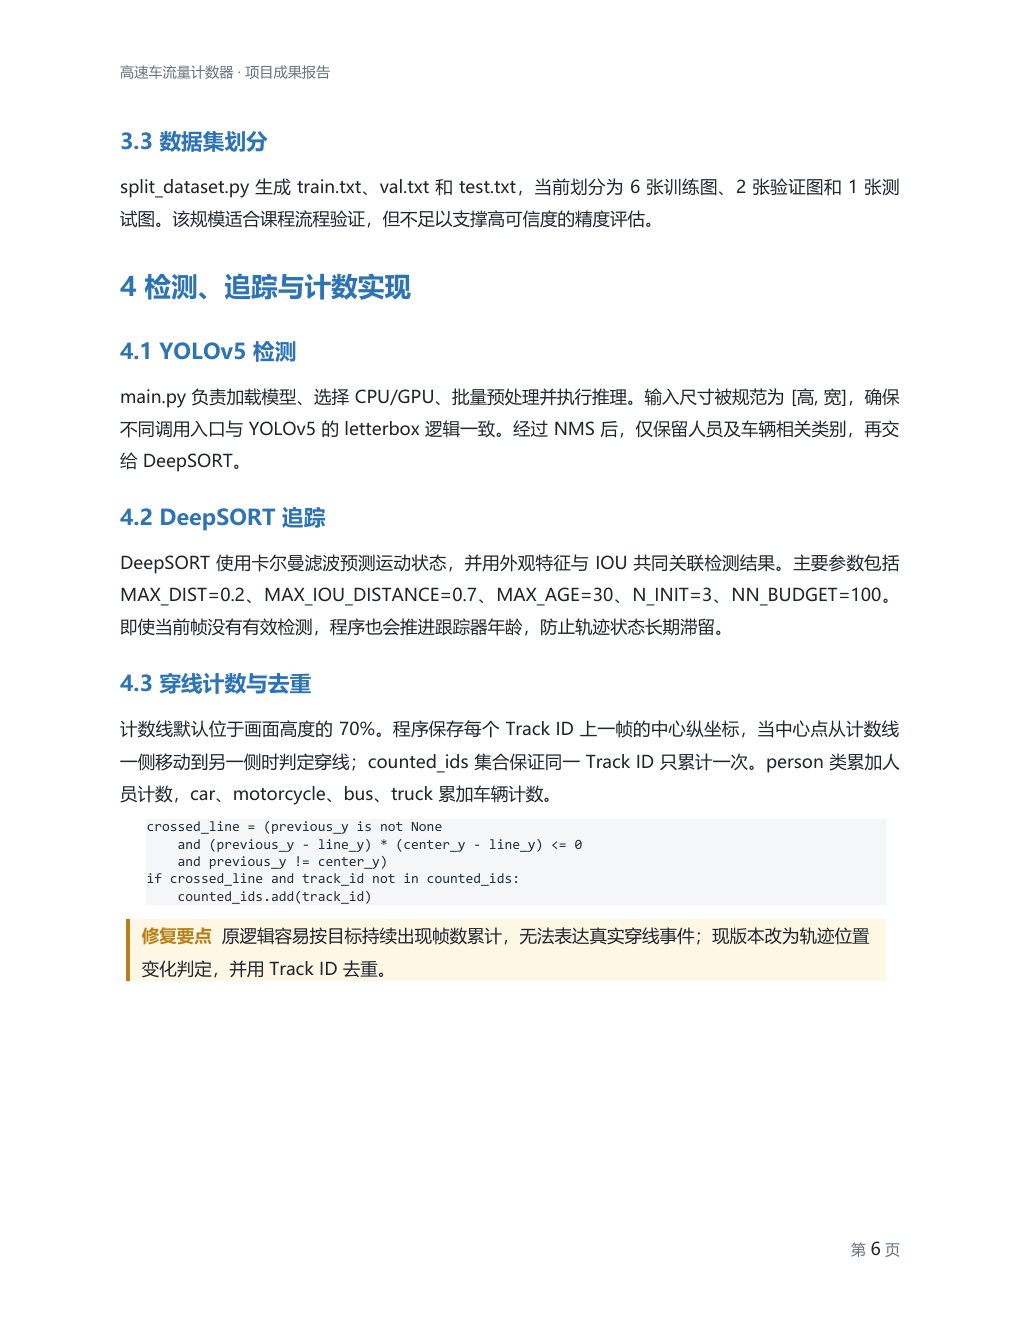 高速车流量计数器 · 项目成果报告
3.3 数据集划分
split_dataset.py 生成 train.txt、val.txt 和 test.txt，当前划分为 6 张训练图、2 张验证图和 1 张测
试图。该规模适合课程流程验证，但不足以支撑高可信度的精度评估。
4 检测、追踪与计数实现
4.1 YOLOv5 检测
main.py 负责加载模型、选择 CPU/GPU、批量预处理并执行推理。输入尺寸被规范为 [高, 宽]，确保
不同调用入口与 YOLOv5 的 letterbox 逻辑一致。经过 NMS 后，仅保留人员及车辆相关类别，再交
给 DeepSORT。
4.2 DeepSORT 追踪
DeepSORT 使用卡尔曼滤波预测运动状态，并用外观特征与 IOU 共同关联检测结果。主要参数包括
MAX_DIST=0.2、MAX_IOU_DISTANCE=0.7、MAX_AGE=30、N_INIT=3、NN_BUDGET=100。
即使当前帧没有有效检测，程序也会推进跟踪器年龄，防止轨迹状态长期滞留。
4.3 穿线计数与去重
计数线默认位于画面高度的 70%。程序保存每个 Track ID 上一帧的中心纵坐标，当中心点从计数线
一侧移动到另一侧时判定穿线；counted_ids 集合保证同一 Track ID 只累计一次。person 类累加人
员计数，car、motorcycle、bus、truck 累加车辆计数。
crossed_line = (previous_y is not None
    and (previous_y - line_y) * (center_y - line_y) <= 0
    and previous_y != center_y)
if crossed_line and track_id not in counted_ids:
    counted_ids.add(track_id)
修复要点 原逻辑容易按目标持续出现帧数累计，无法表达真实穿线事件；现版本改为轨迹位置
变化判定，并用 Track ID 去重。
第 6 页